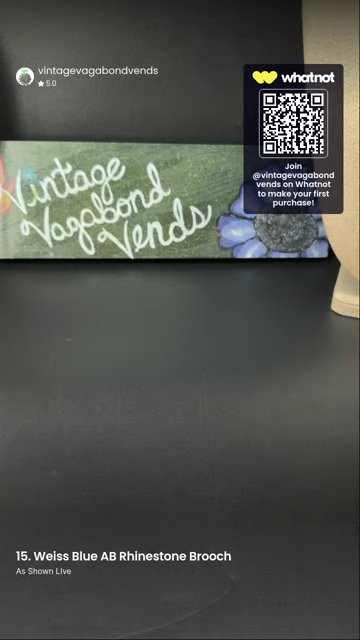 vintagevagabondvends
★ 5.0
whatnot
Join
@vintagevagabond
vends on Whatnot
to make your first
purchase!
Vintage
Vagabond
Vends
15. Weiss Blue AB Rhinestone Brooch
As Shown LIve